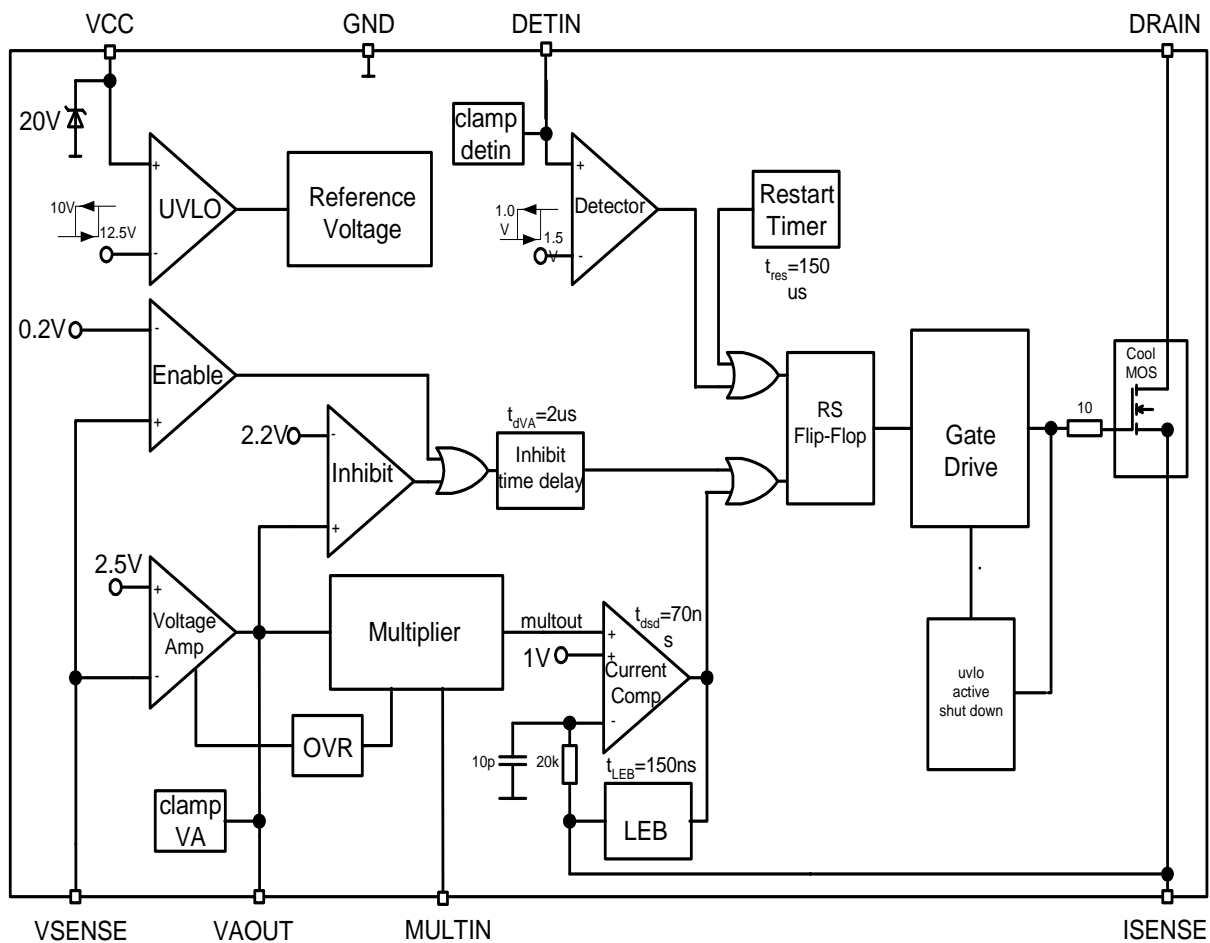 VCC
GND
DETIN
DRAIN
20V
clamp
detin
+
UVLO
-
10V
12.5V
Reference
Voltage
+
Detector
-
1.0
V
1.5
V
Restart
Timer
tres=150
us
0.2V
-
Enable
+
2.2V
-
Inhibit
+
tdVA=2us
Inhibit
time delay
RS
Flip-Flop
Gate
Drive
10
Cool
MOS
2.5V
+
Voltage
Amp
-
Multiplier
multout
1V
+
+
tdsd=70n
s
Current
Comp
-
uvlo
active
shut down
OVR
10p
20k
tLEB=150ns
LEB
clamp
VA
VSENSE
VAOUT
MULTIN
ISENSE